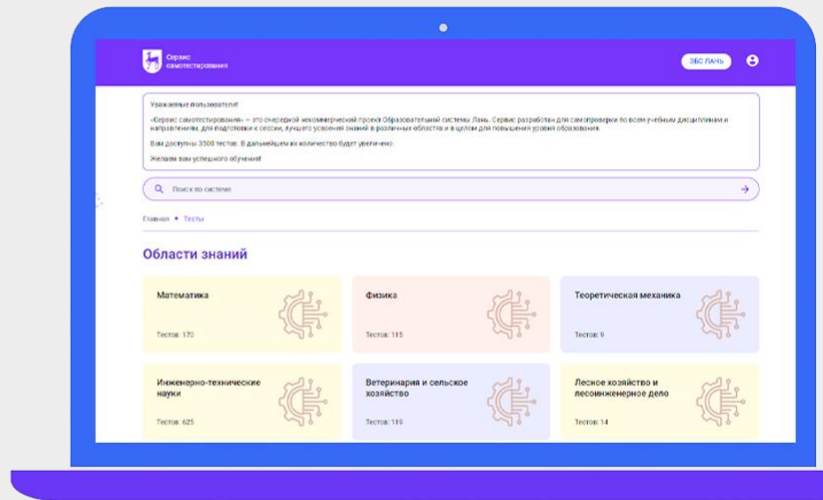 Сервис
самотестирования
ЭБС ЛАНЬ
Уважаемые пользователи!
«Сервис самотестирования» – это очередной некоммерческий проект Образовательной системы Лань. Сервис разработан для самопроверки по всем учебным дисциплинам и
направлениям, для подготовки к сессии, лучшего усвоения знаний в различных областях и в целом для повышения уровня образования.
Вам доступны 3500 тестов. В дальнейшем их количество будет увеличено.
Желаем вам успешного обучения!
Поиск по системе
Главная • Тесты
Области знаний
Математика
Тестов: 170
Физика
Тестов: 115
Теоретическая механика
Тестов: 9
Инженерно-технические
науки
Тестов: 625
Ветеринария и сельское
хозяйство
Тестов: 119
Лесное хозяйство и
лесоинженерное дело
Тестов: 14